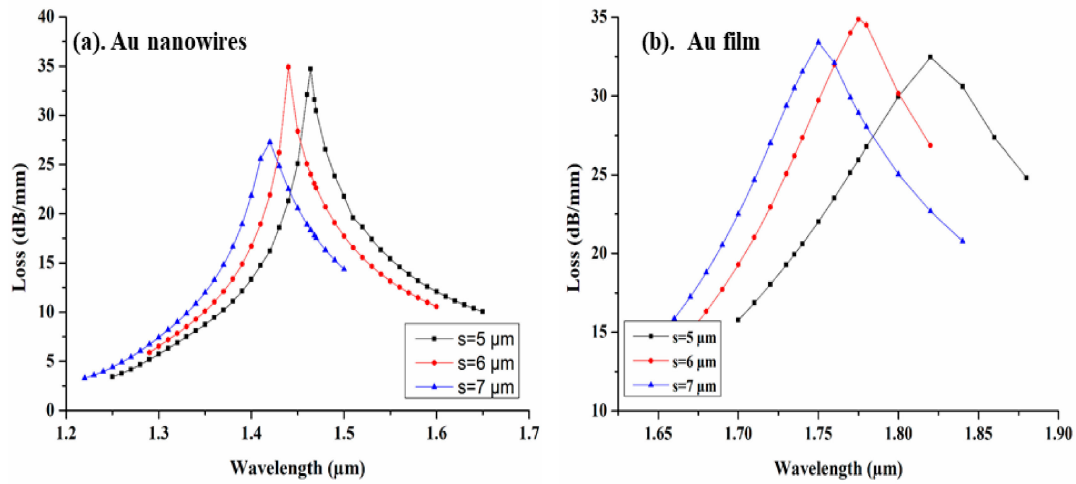 (a). Au nanowires
Loss (dB/mm)
40
35
30
25
20
15
10
5
0
1.2 1.3 1.4 1.5 1.6 1.7
Wavelength (μm)
s=5 μm
s=6 μm
s=7 μm
(b). Au film
Loss (dB/mm)
35
30
25
20
15
10
1.65 1.70 1.75 1.80 1.85 1.90
Wavelength (μm)
s=5 μm
s=6 μm
s=7 μm